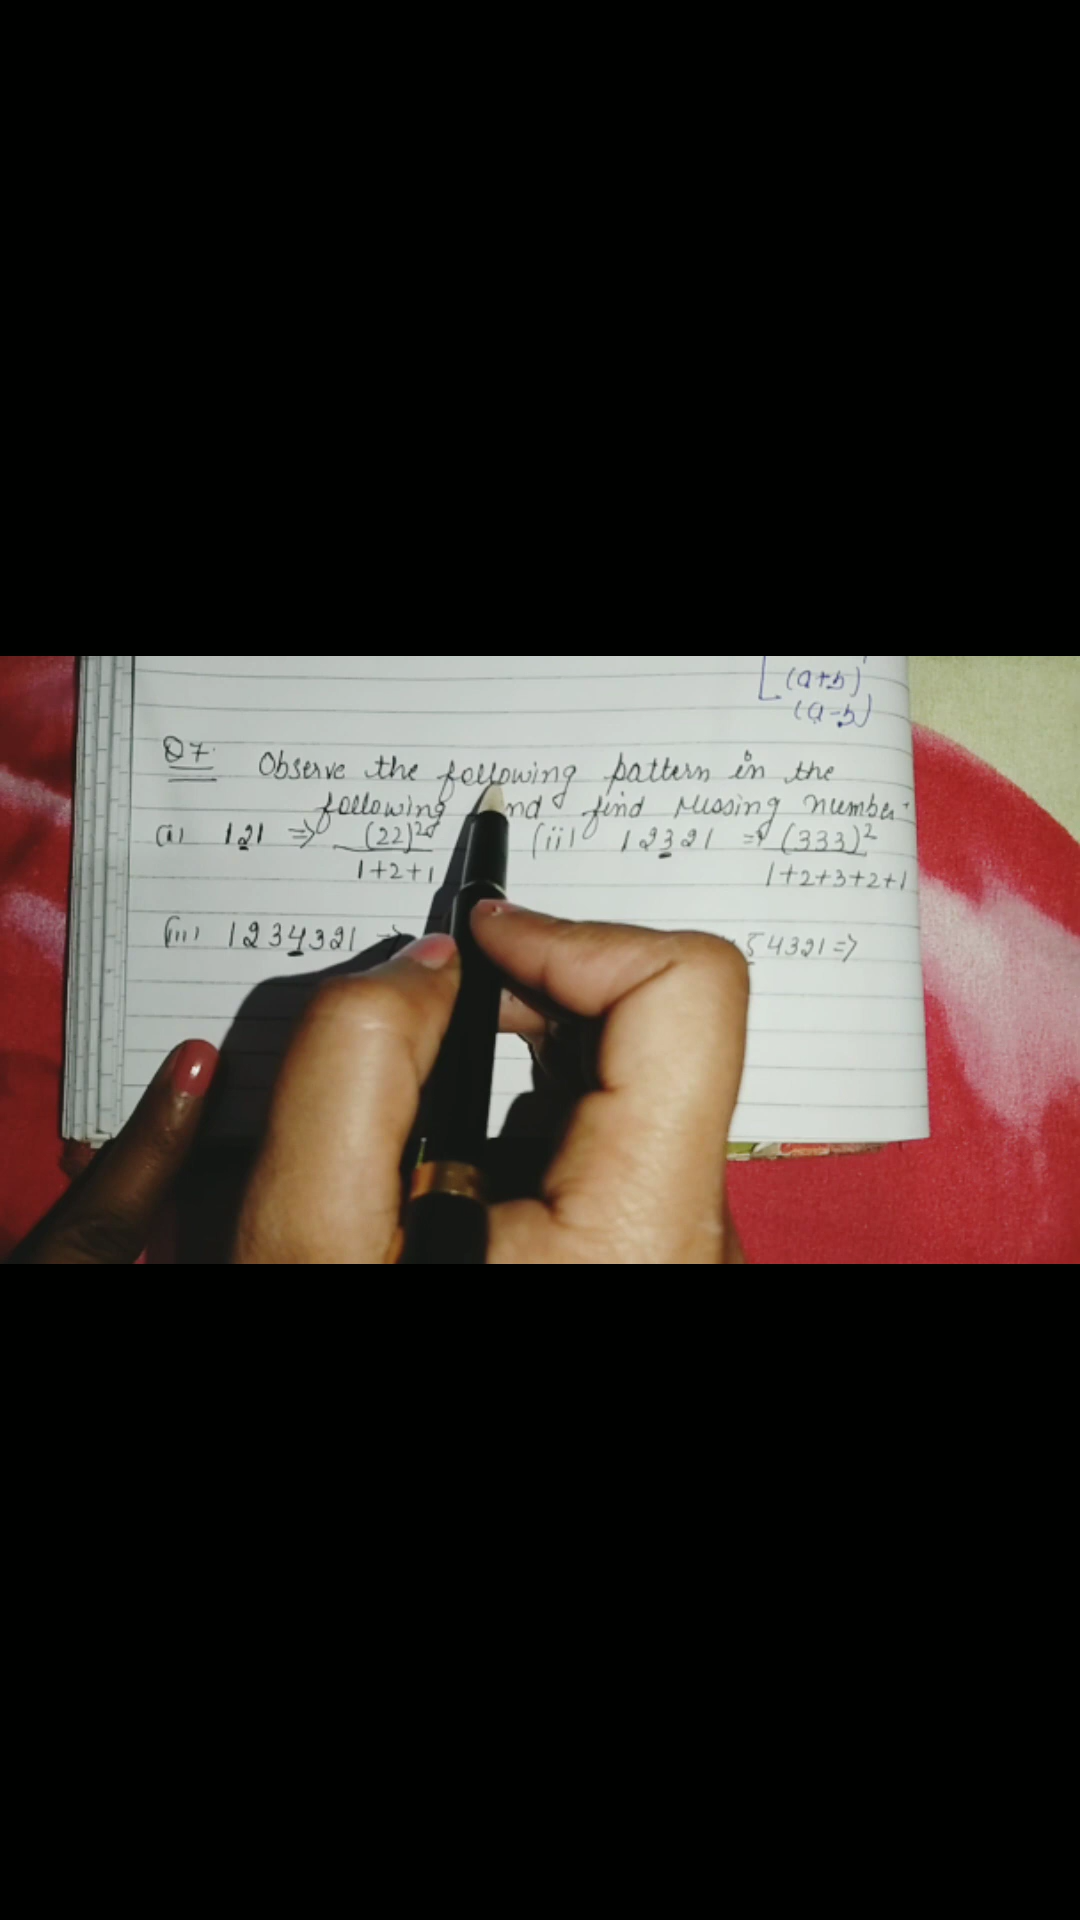 (a+b)
(a-b)
Q7. Observe the following pattern in the
following and find Missing number.
(i) 121 ⇒ (22)² (ii) 12321 ⇒ (333)²
1+2+1 1+2+3+2+1
(iii) 1234321 ⇒ 54321 ⇒